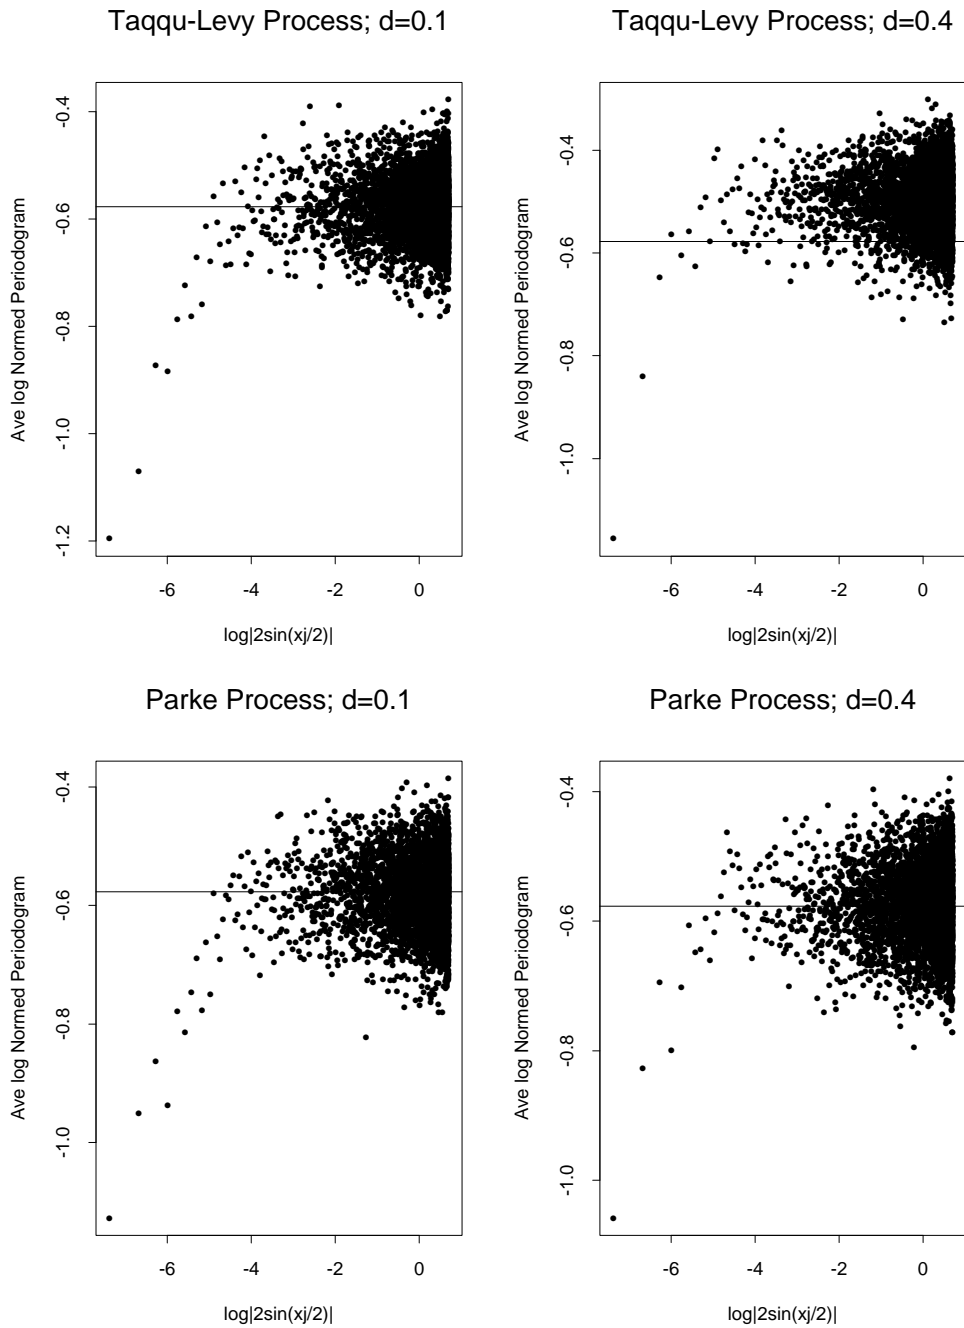 Taqqu-Levy Process; d=0.1
Ave log Normed Periodogram
-0.4
-0.6
-0.8
-1.0
-1.2
-6 -4 -2 0
log|2sin(xj/2)|
Taqqu-Levy Process; d=0.4
Ave log Normed Periodogram
-0.4
-0.6
-0.8
-1.0
-6 -4 -2 0
log|2sin(xj/2)|
Parke Process; d=0.1
Ave log Normed Periodogram
-0.4
-0.6
-0.8
-1.0
-6 -4 -2 0
log|2sin(xj/2)|
Parke Process; d=0.4
Ave log Normed Periodogram
-0.4
-0.6
-0.8
-1.0
-6 -4 -2 0
log|2sin(xj/2)|